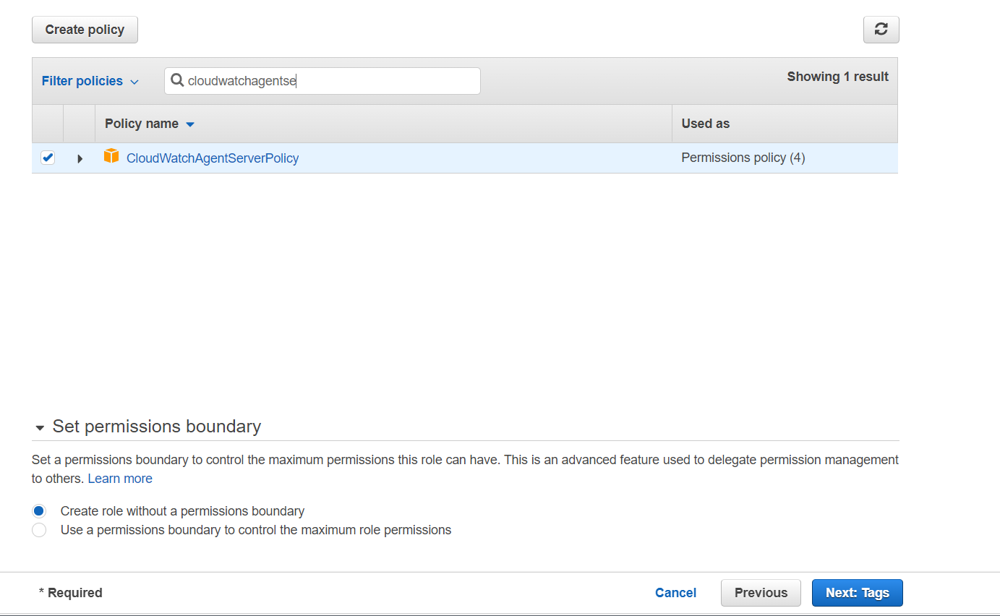 Create policy
Filter policies
cloudwatchagentse
Showing 1 result
Policy name
Used as
CloudWatchAgentServerPolicy
Permissions policy (4)
Set permissions boundary
Set a permissions boundary to control the maximum permissions this role can have. This is an advanced feature used to delegate permission management
to others. Learn more
Create role without a permissions boundary
Use a permissions boundary to control the maximum role permissions
* Required
Cancel
Previous
Next: Tags